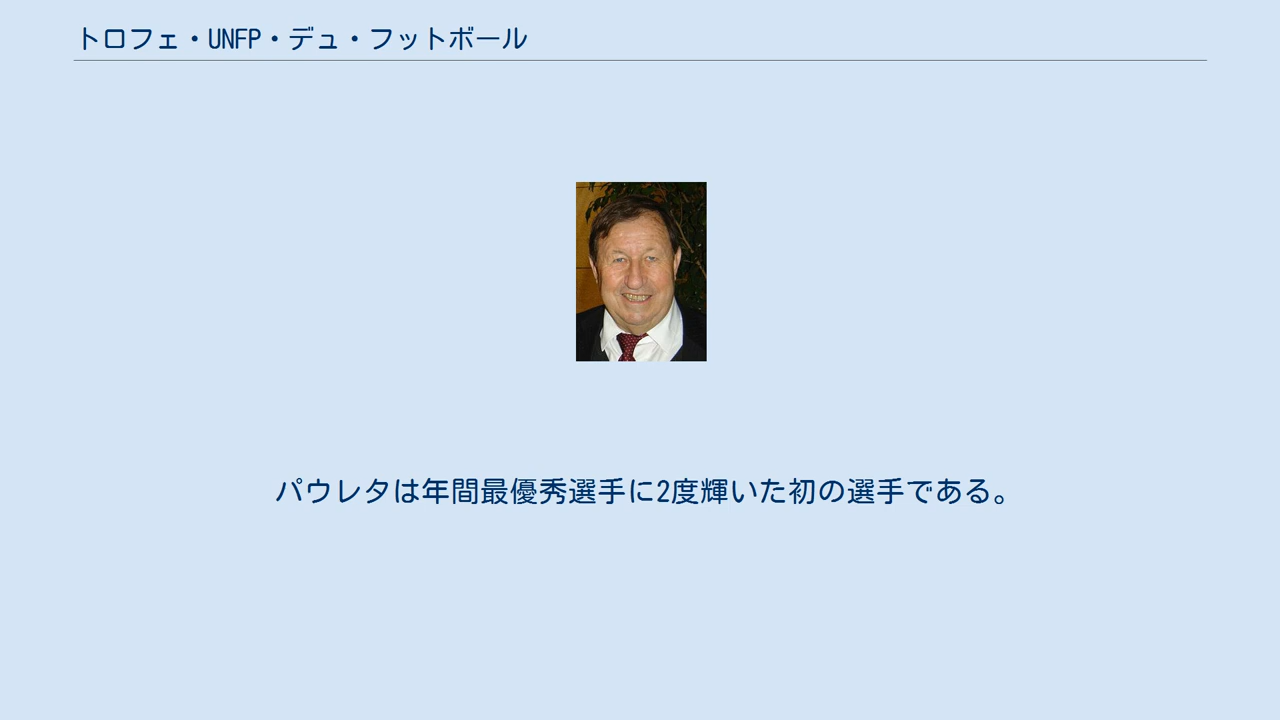 トロフェ・UNFP・デュ・フットボール
パウレタは年間最優秀選手に2度輝いた初の選手である。